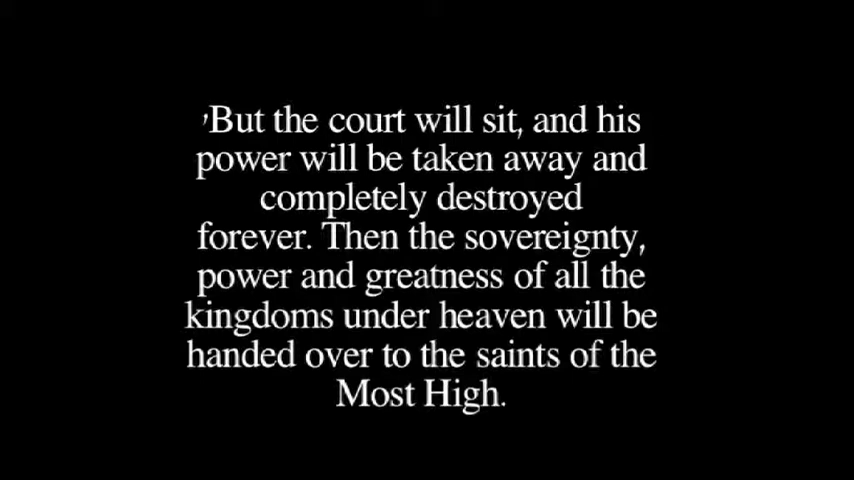 'But the court will sit, and his
power will be taken away and
completely destroyed
forever. Then the sovereignty,
power and greatness of all the
kingdoms under heaven will be
handed over to the saints of the
Most High.